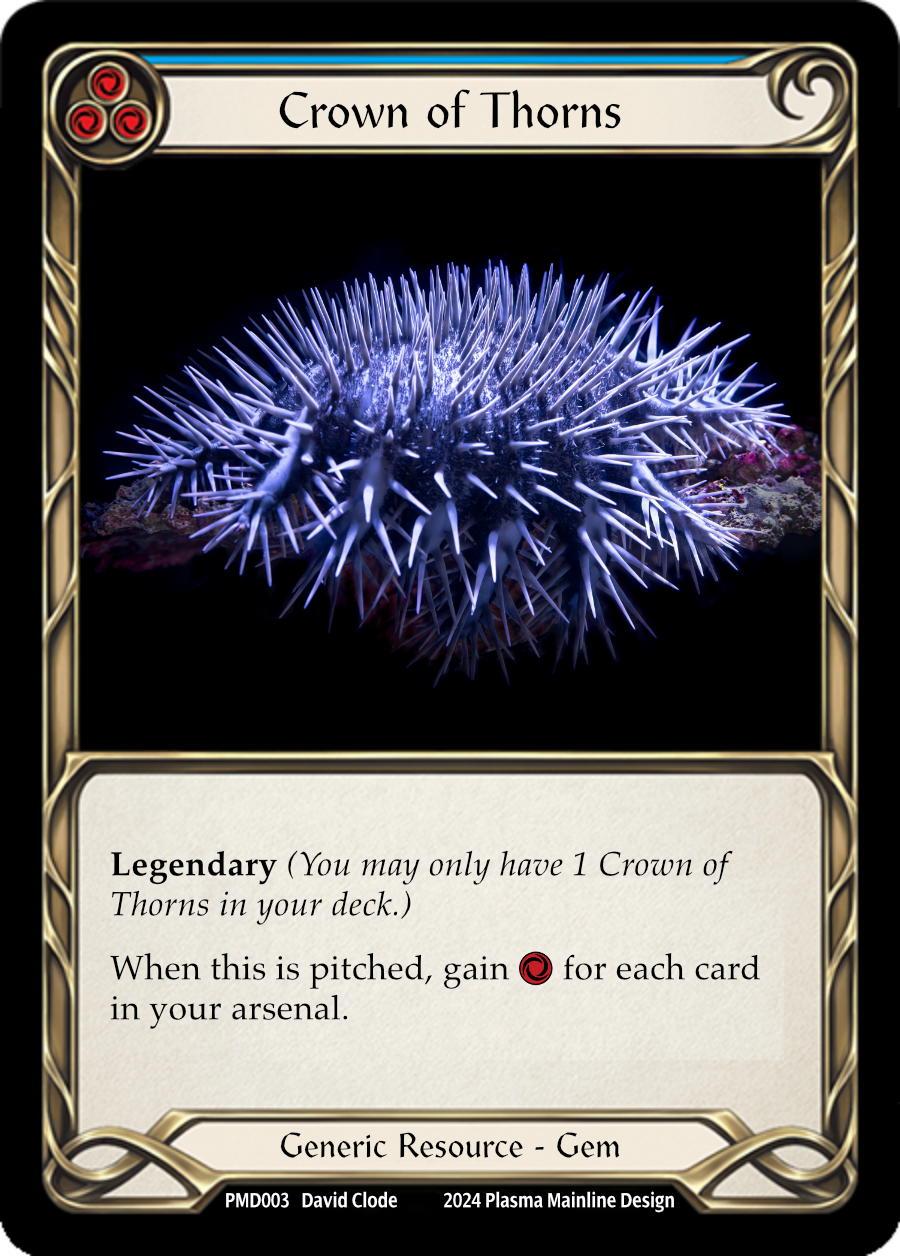 Crown of Thorns
Legendary (You may only have 1 Crown of
Thorns in your deck.)
When this is pitched, gain for each card
in your arsenal.
Generic Resource - Gem
PMD003 David Clode 2024 Plasma Mainline Design